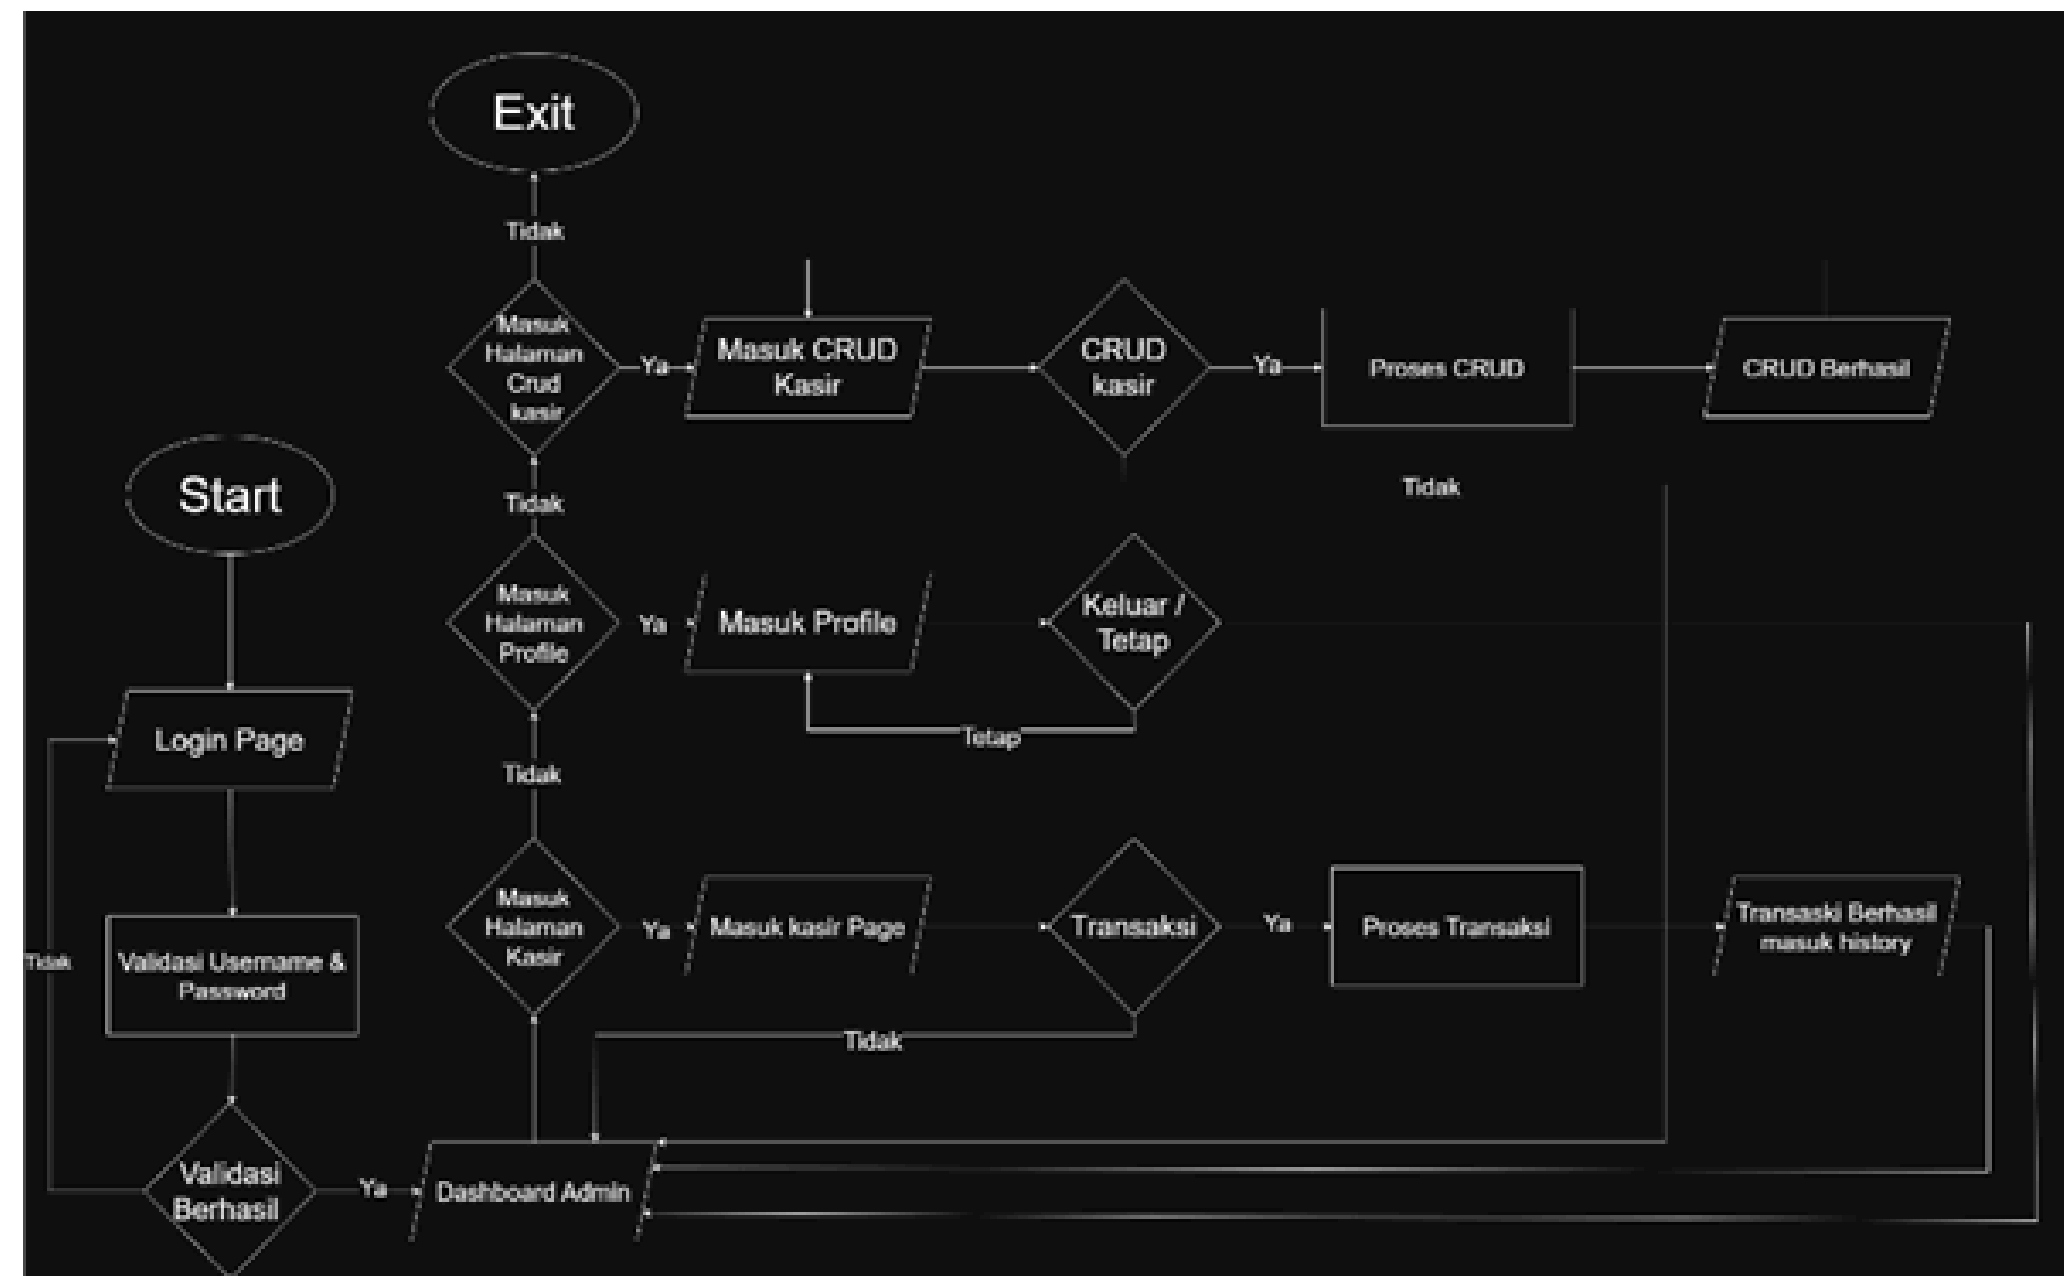 Exit
Tidak
Masuk
Halaman
Crud
kasir
Ya
Masuk CRUD
Kasir
CRUD
kasir
Ya
Proses CRUD
CRUD Berhasil
Tidak
Tidak
Start
Masuk
Halaman
Profile
Ya
Masuk Profile
Keluar /
Tetap
Tetap
Login Page
Tidak
Masuk
Halaman
Kasir
Ya
Masuk kasir Page
Transaksi
Ya
Proses Transaksi
Transaski Berhasil
masuk history
Tidak
Validasi Username &
Password
Tidak
Validasi
Berhasil
Ya
Dashboard Admin